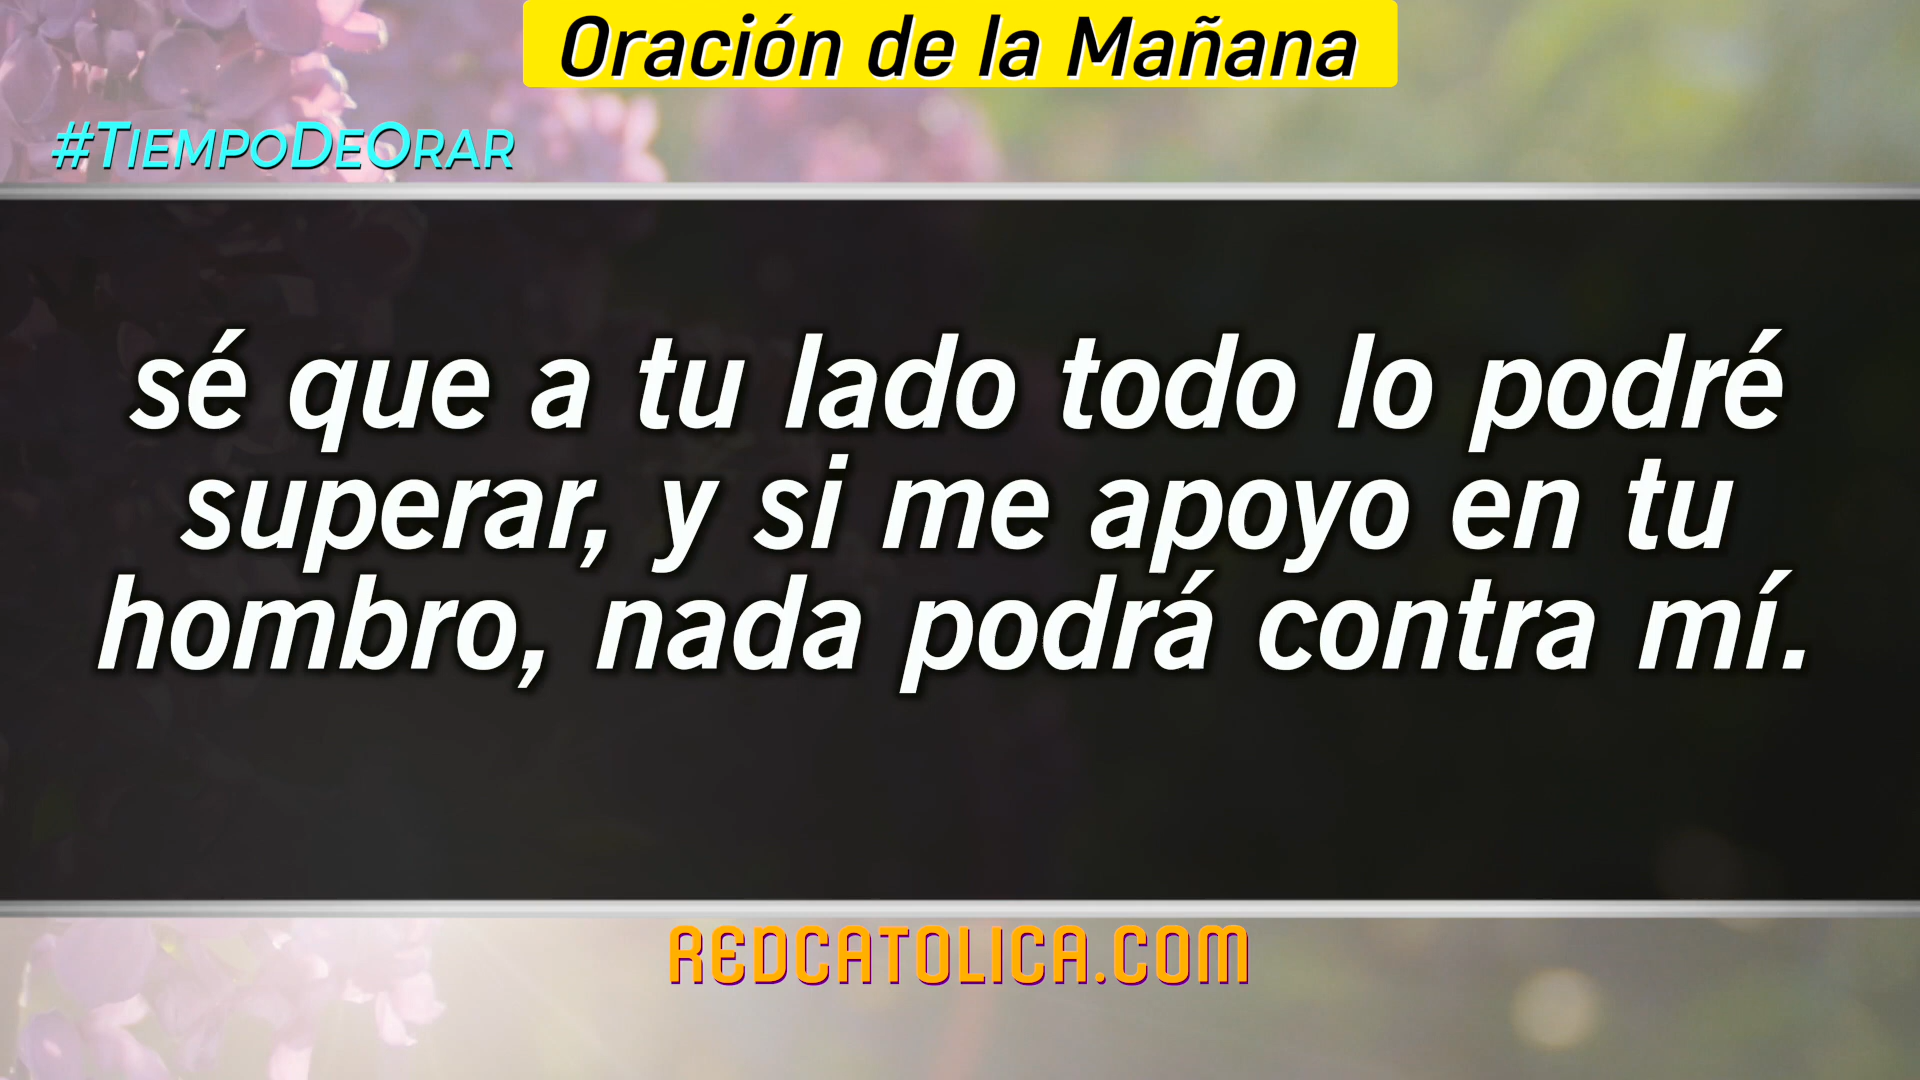 Oración de la Mañana
#TiempoDeOrar
sé que a tu lado todo lo podré
superar, y si me apoyo en tu
hombro, nada podrá contra mí.
REDCATOLICA.COM